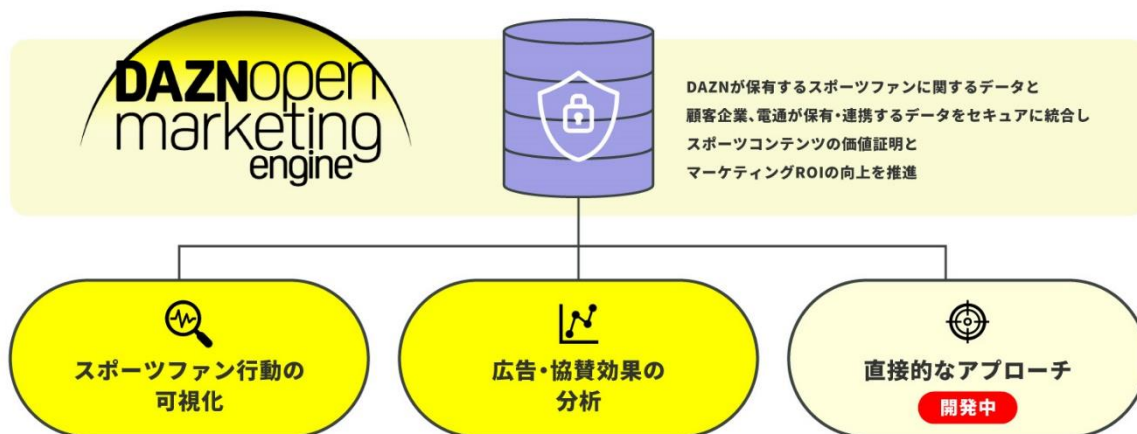 DAZNopen
marketing
engine
DAZNが保有するスポーツファンに関するデータと
顧客企業、電通が保有・連携するデータをセキュアに統合し
スポーツコンテンツの価値証明と
マーケティングROIの向上を推進
スポーツファン行動の
可視化
広告・協賛効果の
分析
直接的なアプローチ
開発中